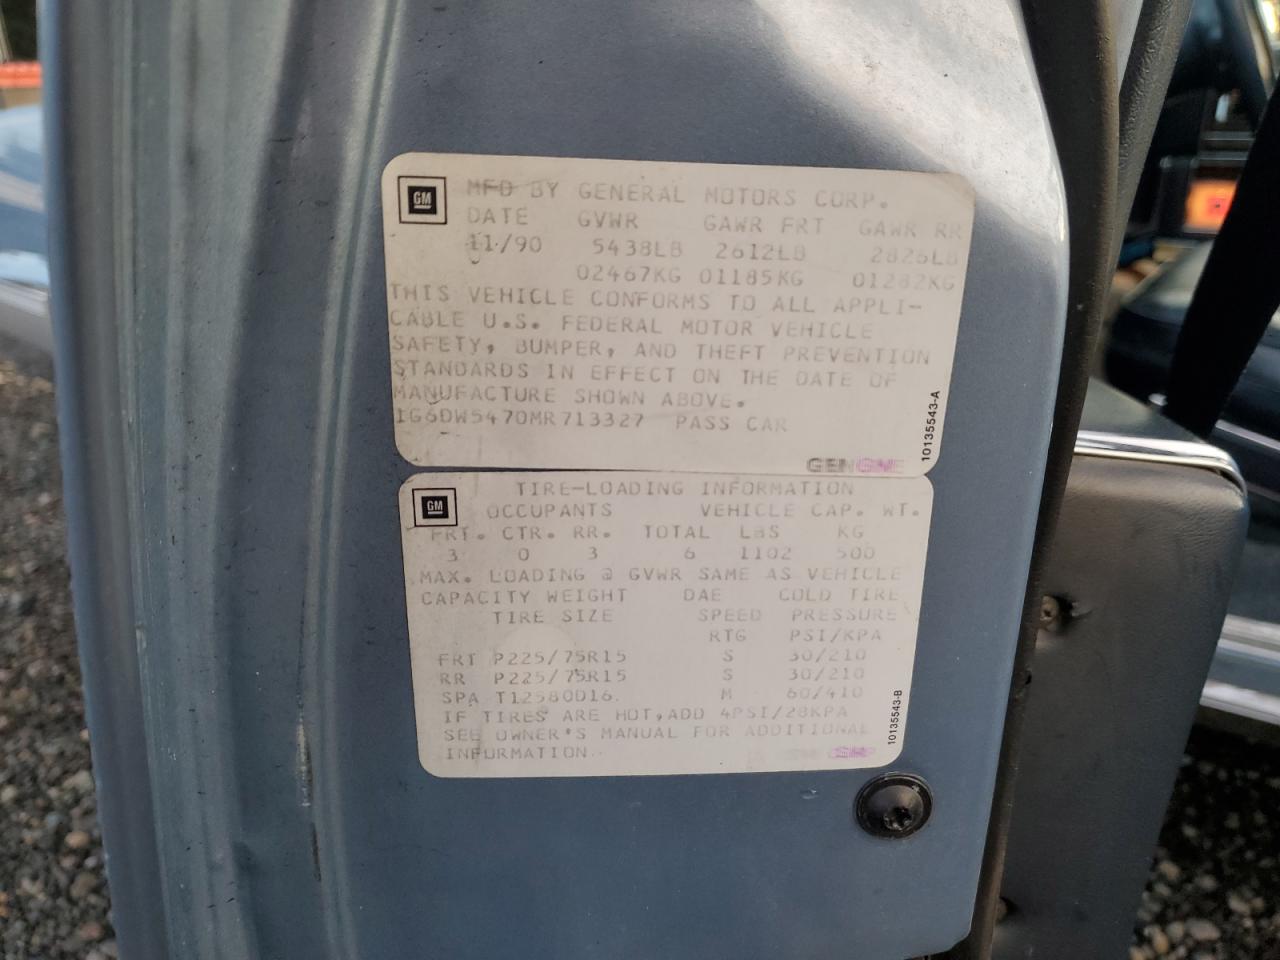 GM
MFD BY GENERAL MOTORS CORP.
DATE GVWR GAWR FRT GAWR RR
11/90 5438LB 2612LB 2826LB
02467KG 01185KG 01282KG
THIS VEHICLE CONFORMS TO ALL APPLI-
CABLE U.S. FEDERAL MOTOR VEHICLE
SAFETY, BUMPER, AND THEFT PREVENTION
STANDARDS IN EFFECT ON THE DATE OF
MANUFACTURE SHOWN ABOVE.
1G6DW5470MR713327 PASS CAR
10135543-A
GM
TIRE-LOADING INFORMATION
OCCUPANTS VEHICLE CAP. WT.
FRT. CTR. RR. TOTAL LBS KG
3 0 3 6 1102 500
MAX. LOADING @ GVWR SAME AS VEHICLE
CAPACITY WEIGHT DAE COLD TIRE
TIRE SIZE SPEED PRESSURE
RTG PSI/KPA
FRT P225/75R15 S 30/210
RR P225/75R15 S 30/210
SPA T12580D16. M 60/410
IF TIRES ARE HOT,ADD 4PSI/28KPA
SEE OWNER'S MANUAL FOR ADDITIONAL
INFORMATION.
10135543-B